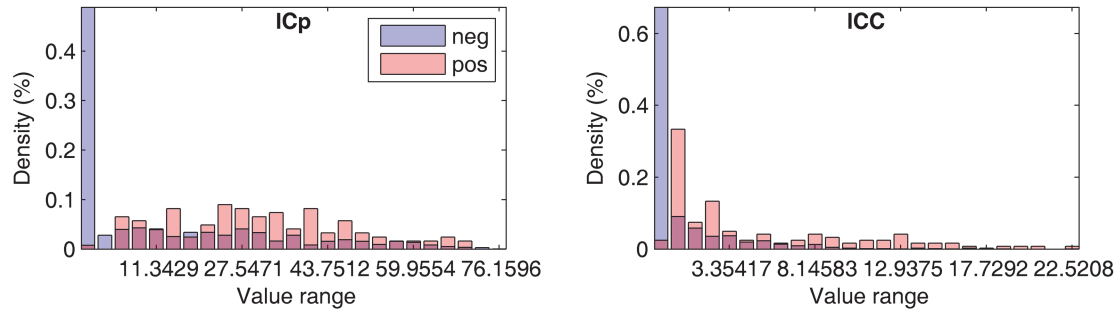 ICp
neg
pos
Density (%)
0.4
0.3
0.2
0.1
0
11.3429 27.5471 43.7512 59.9554 76.1596
Value range
ICC
Density (%)
0.6
0.4
0.2
0
3.35417 8.14583 12.9375 17.7292 22.5208
Value range